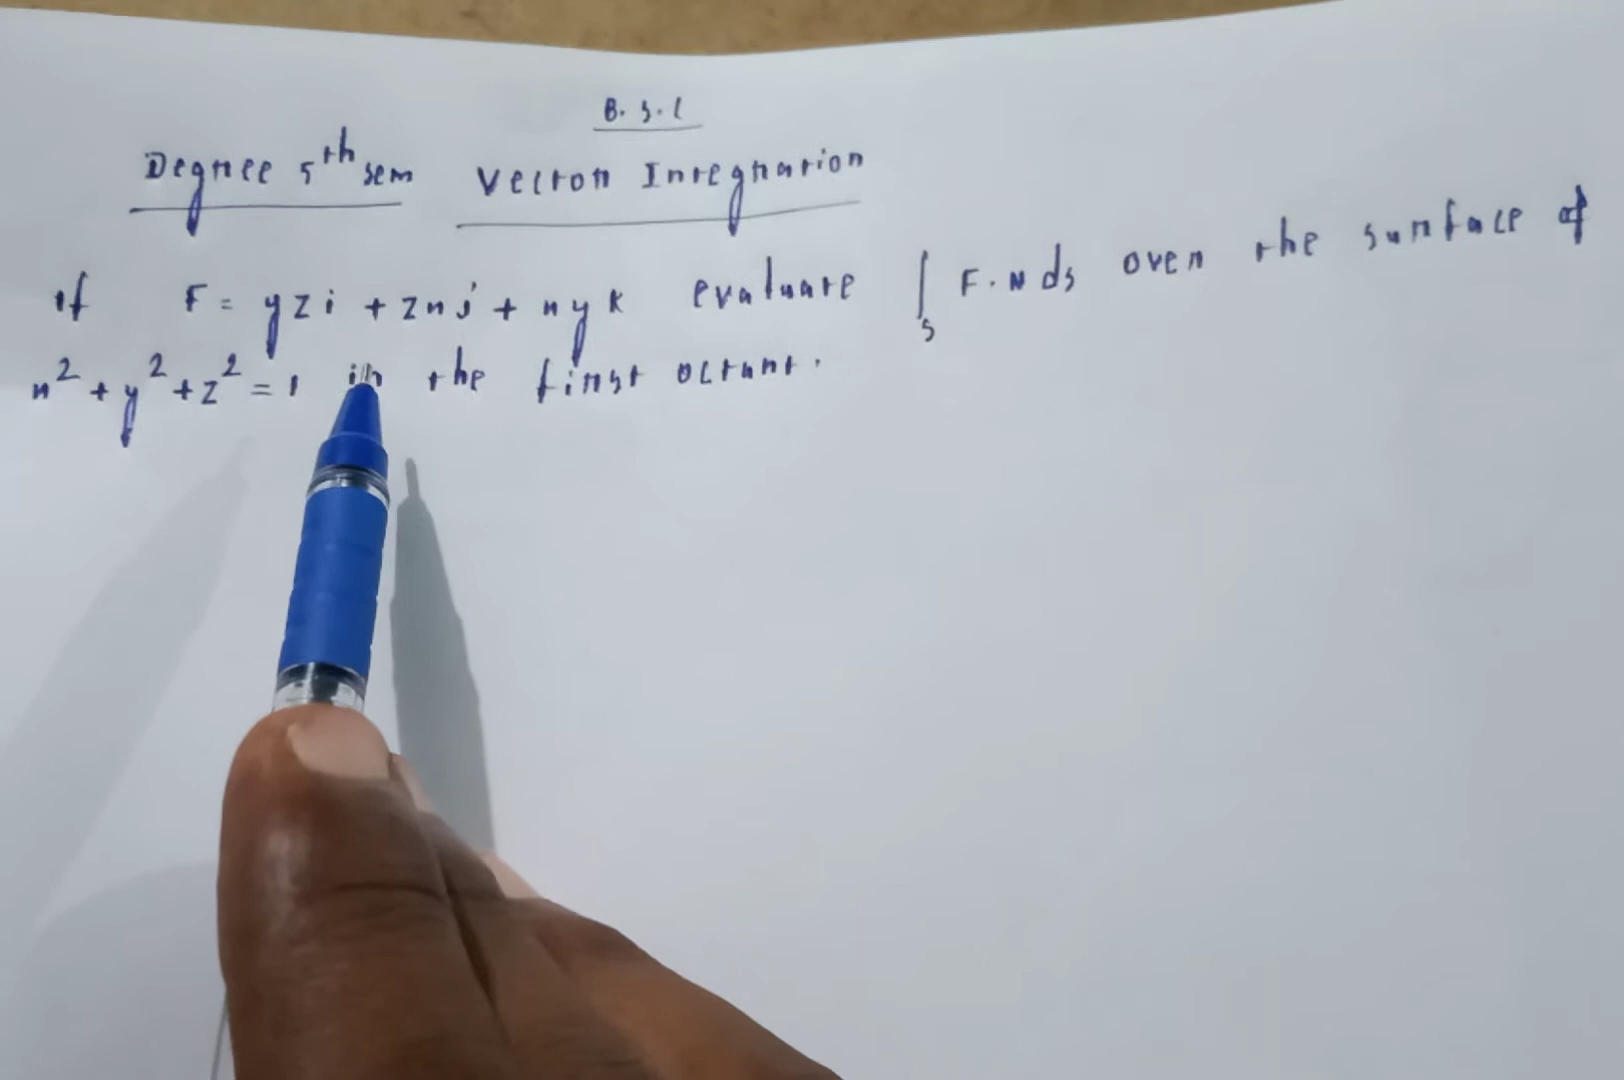 B.S.C
Degree 5th sem Vector Integration
If F = yzi + zxj + xyk evaluate ∫s F.N ds over the surface of
x² + y² + z² = 1 in the first octant.